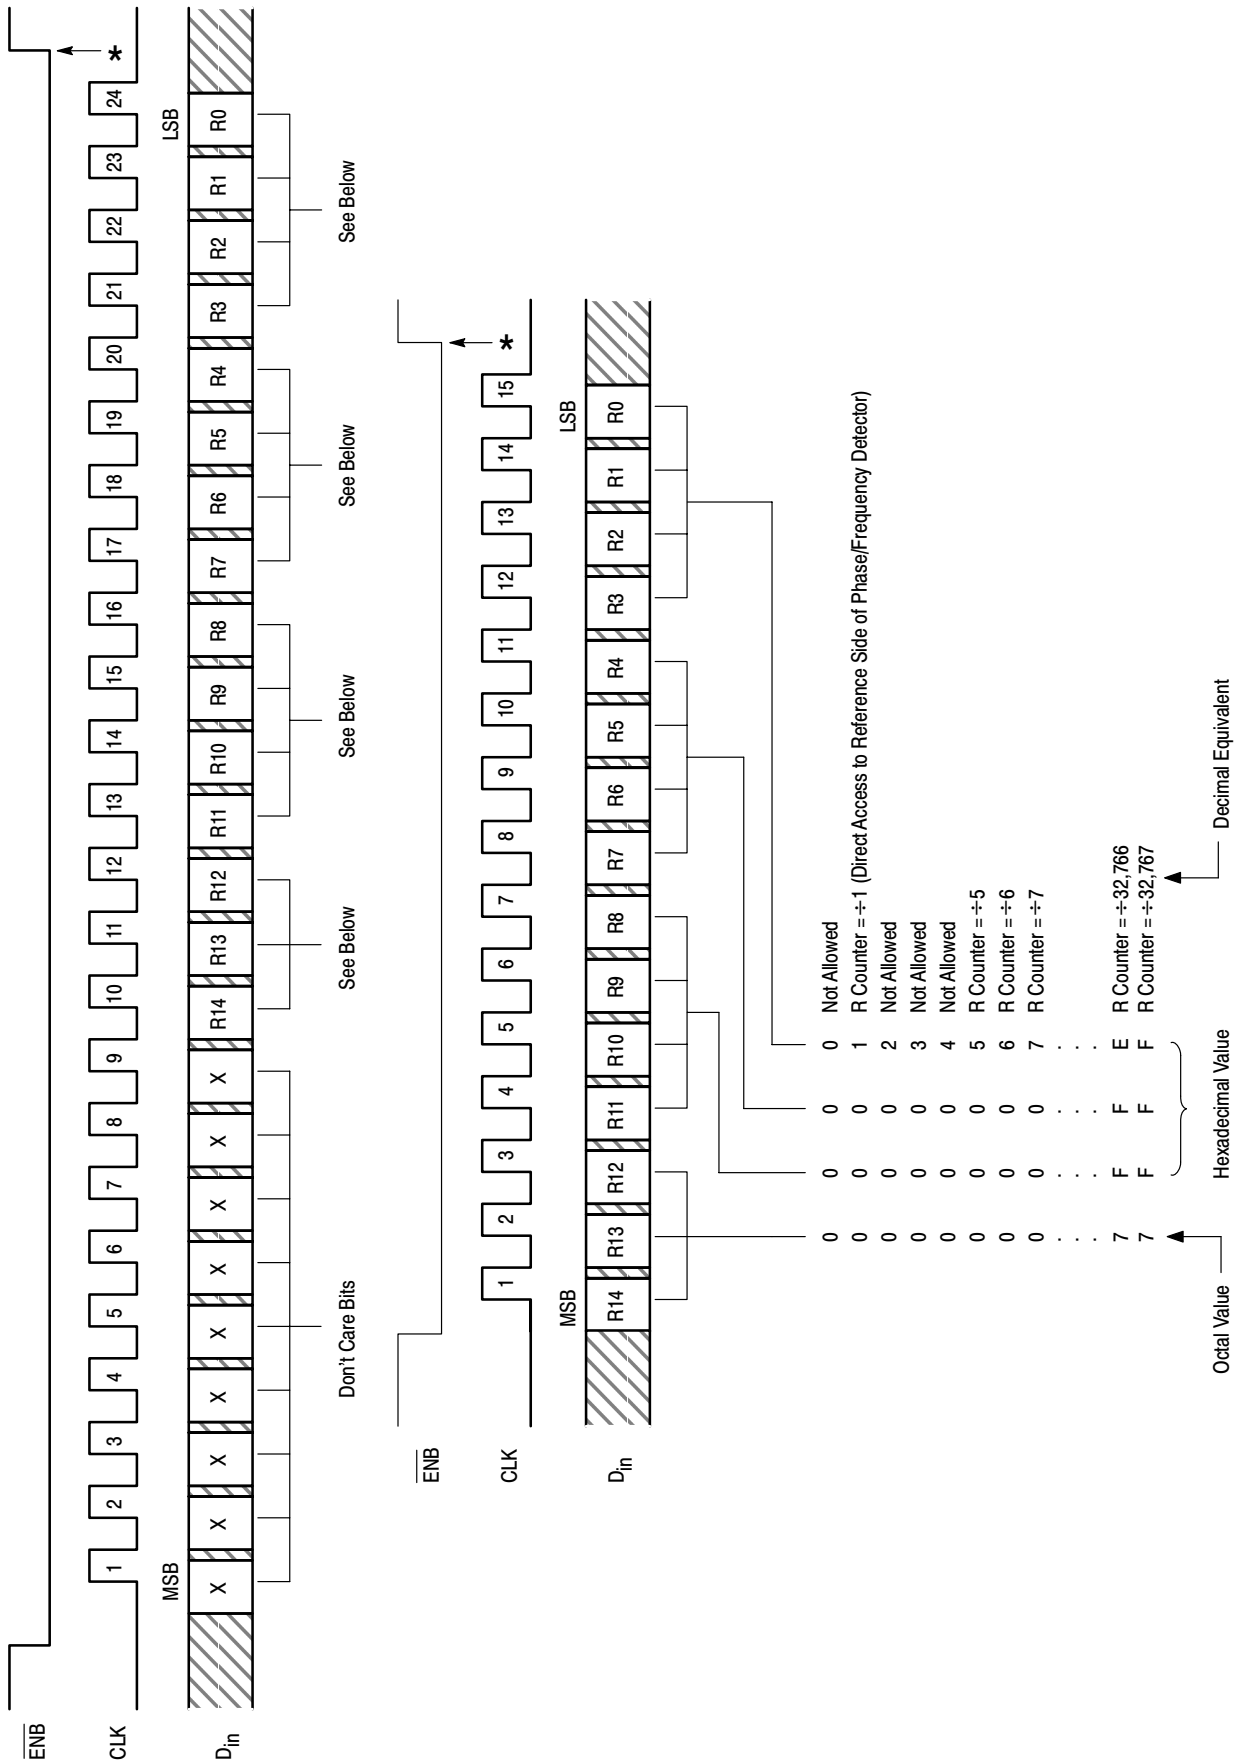 ENB
CLK
1 2 3 4 5 6 7 8 9 10 11 12 13 14 15 16 17 18 19 20 21 22 23 24
*
MSB LSB
Din
X X X X X X X X X R14 R13 R12 R11 R10 R9 R8 R7 R6 R5 R4 R3 R2 R1 R0
Don't Care Bits See Below See Below See Below See Below
ENB
CLK
1 2 3 4 5 6 7 8 9 10 11 12 13 14 15
*
MSB LSB
Din
R14 R13 R12 R11 R10 R9 R8 R7 R6 R5 R4 R3 R2 R1 R0
0 0 0 0 Not Allowed
0 0 0 1 R Counter = ÷1 (Direct Access to Reference Side of Phase/Frequency Detector)
0 0 0 2 Not Allowed
0 0 0 3 Not Allowed
0 0 0 4 Not Allowed
0 0 0 5 R Counter = ÷5
0 0 0 6 R Counter = ÷6
0 0 0 7 R Counter = ÷7
. . . .
. . . .
. . . .
7 F F E R Counter = ÷32,766
7 F F F R Counter = ÷32,767
Octal Value Hexadecimal Value Decimal Equivalent